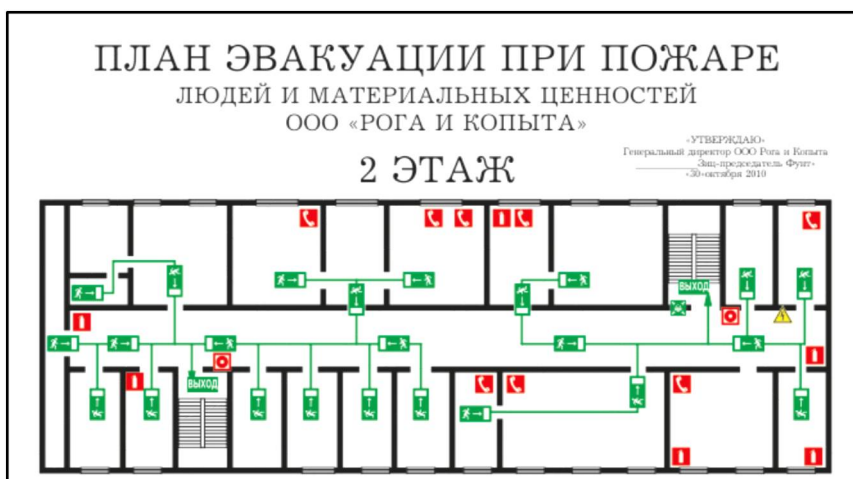 ПЛАН ЭВАКУАЦИИ ПРИ ПОЖАРЕ
ЛЮДЕЙ И МАТЕРИАЛЬНЫХ ЦЕННОСТЕЙ
ООО «РОГА И КОПЫТА»
«УТВЕРЖДАЮ»
Генеральный директор ООО Рога и Копыта
____________Зиц-председатель Фунт»
«30»октября 2010
2 ЭТАЖ
ВЫХОД
ВЫХОД